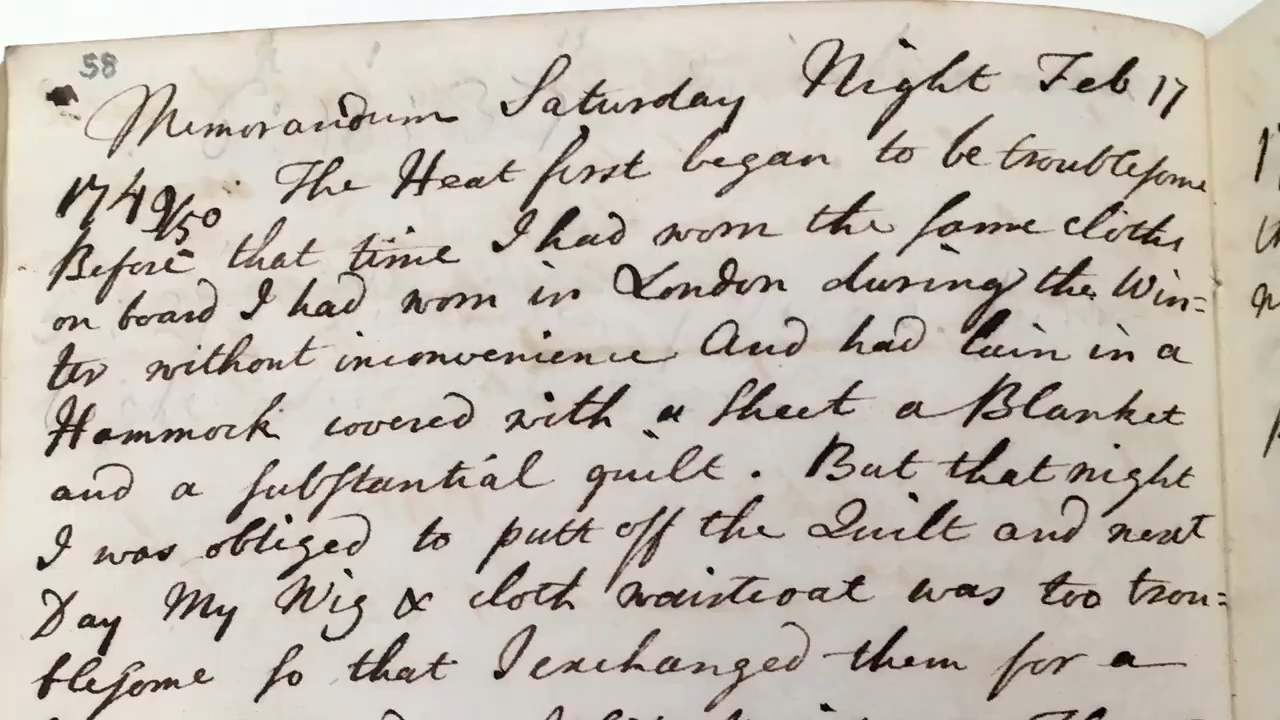 58
Memorandum Saturday Night Feb 17
1749/50 The Heat first began to be troublesome
Before that time I had worn the same cloths
on board I had worn in London during the Win=
ter without inconvenience And had lain in a
Hammock covered with a sheet a Blanket
and a substantial quilt. But that night
I was obliged to putt off the Quilt and next
Day My Wig & cloth waistcoat was too trou=
blesome so that I exchanged them for a